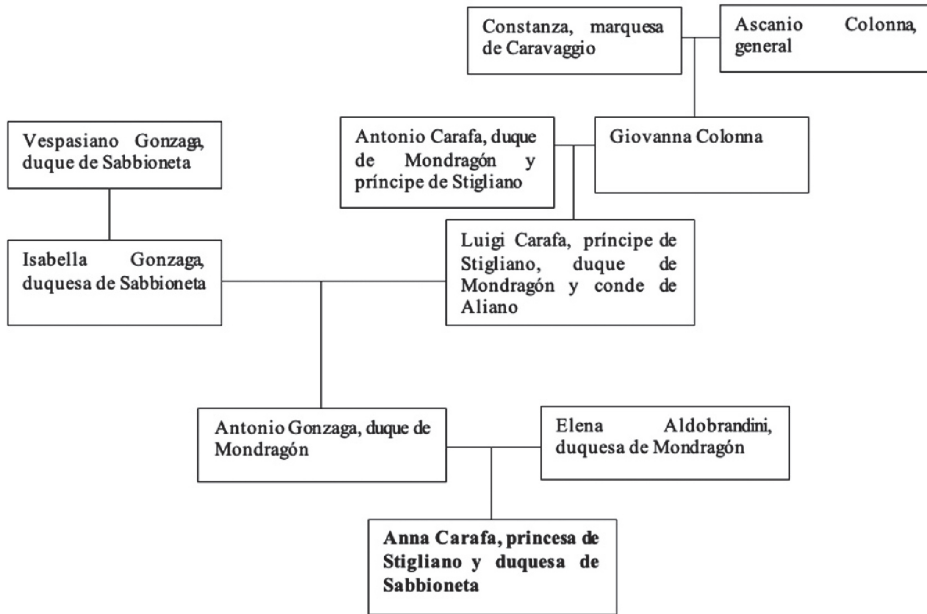 Constanza, marquesa
de Caravaggio
Ascanio Colonna,
general
Vespasiano Gonzaga,
duque de Sabbioneta
Antonio Carafa, duque
de Mondragón y
príncipe de Stigliano
Giovanna Colonna
Isabella Gonzaga,
duquesa de Sabbioneta
Luigi Carafa, príncipe de
Stigliano, duque de
Mondragón y conde de
Aliano
Antonio Gonzaga, duque de
Mondragón
Elena Aldobrandini,
duquesa de Mondragón
Anna Carafa, princesa de
Stigliano y duquesa de
Sabbioneta